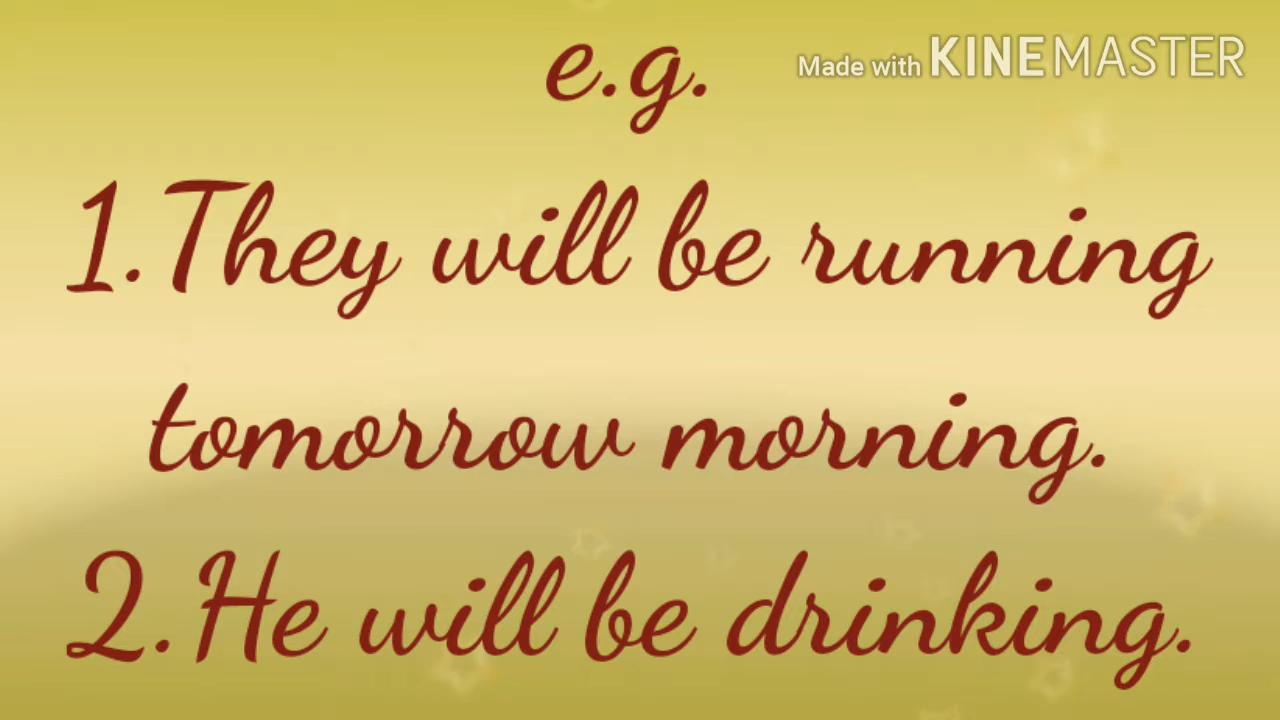 e.g.
Made with KINEMASTER
1.They will be running
tomorrow morning.
2.He will be drinking.